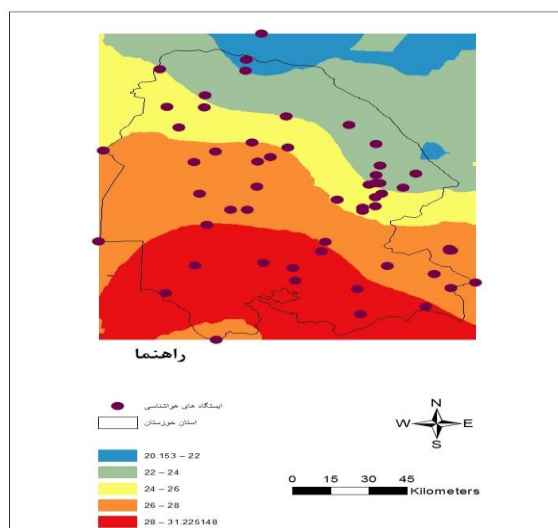 راهنما
ایستگاه های هواشناسی
استان خوزستان
20.153 – 22
22 – 24
24 – 26
26 – 28
28 – 31.225148
N
W E
S
0 15 30 45
Kilometers